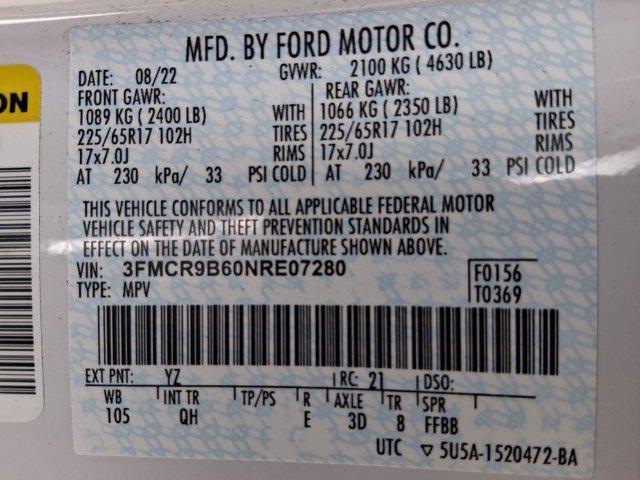 ON
MFD. BY FORD MOTOR CO.
DATE: 08/22 GVWR: 2100 KG ( 4630 LB)
FRONT GAWR: REAR GAWR:
1089 KG ( 2400 LB) WITH 1066 KG ( 2350 LB) WITH
225/65R17 102H TIRES 225/65R17 102H TIRES
17x7.0J RIMS 17x7.0J RIMS
AT 230 kPa/ 33 PSI COLD AT 230 kPa/ 33 PSI COLD
THIS VEHICLE CONFORMS TO ALL APPLICABLE FEDERAL MOTOR
VEHICLE SAFETY AND THEFT PREVENTION STANDARDS IN
EFFECT ON THE DATE OF MANUFACTURE SHOWN ABOVE.
VIN: 3FMCR9B60NRE07280 F0156
TYPE: MPV T0369
EXT PNT: YZ RC: 21 DSO:
WB INT TR TP/PS R AXLE TR SPR
105 QH E 3D 8 FFBB
UTC ▽ 5U5A-1520472-BA